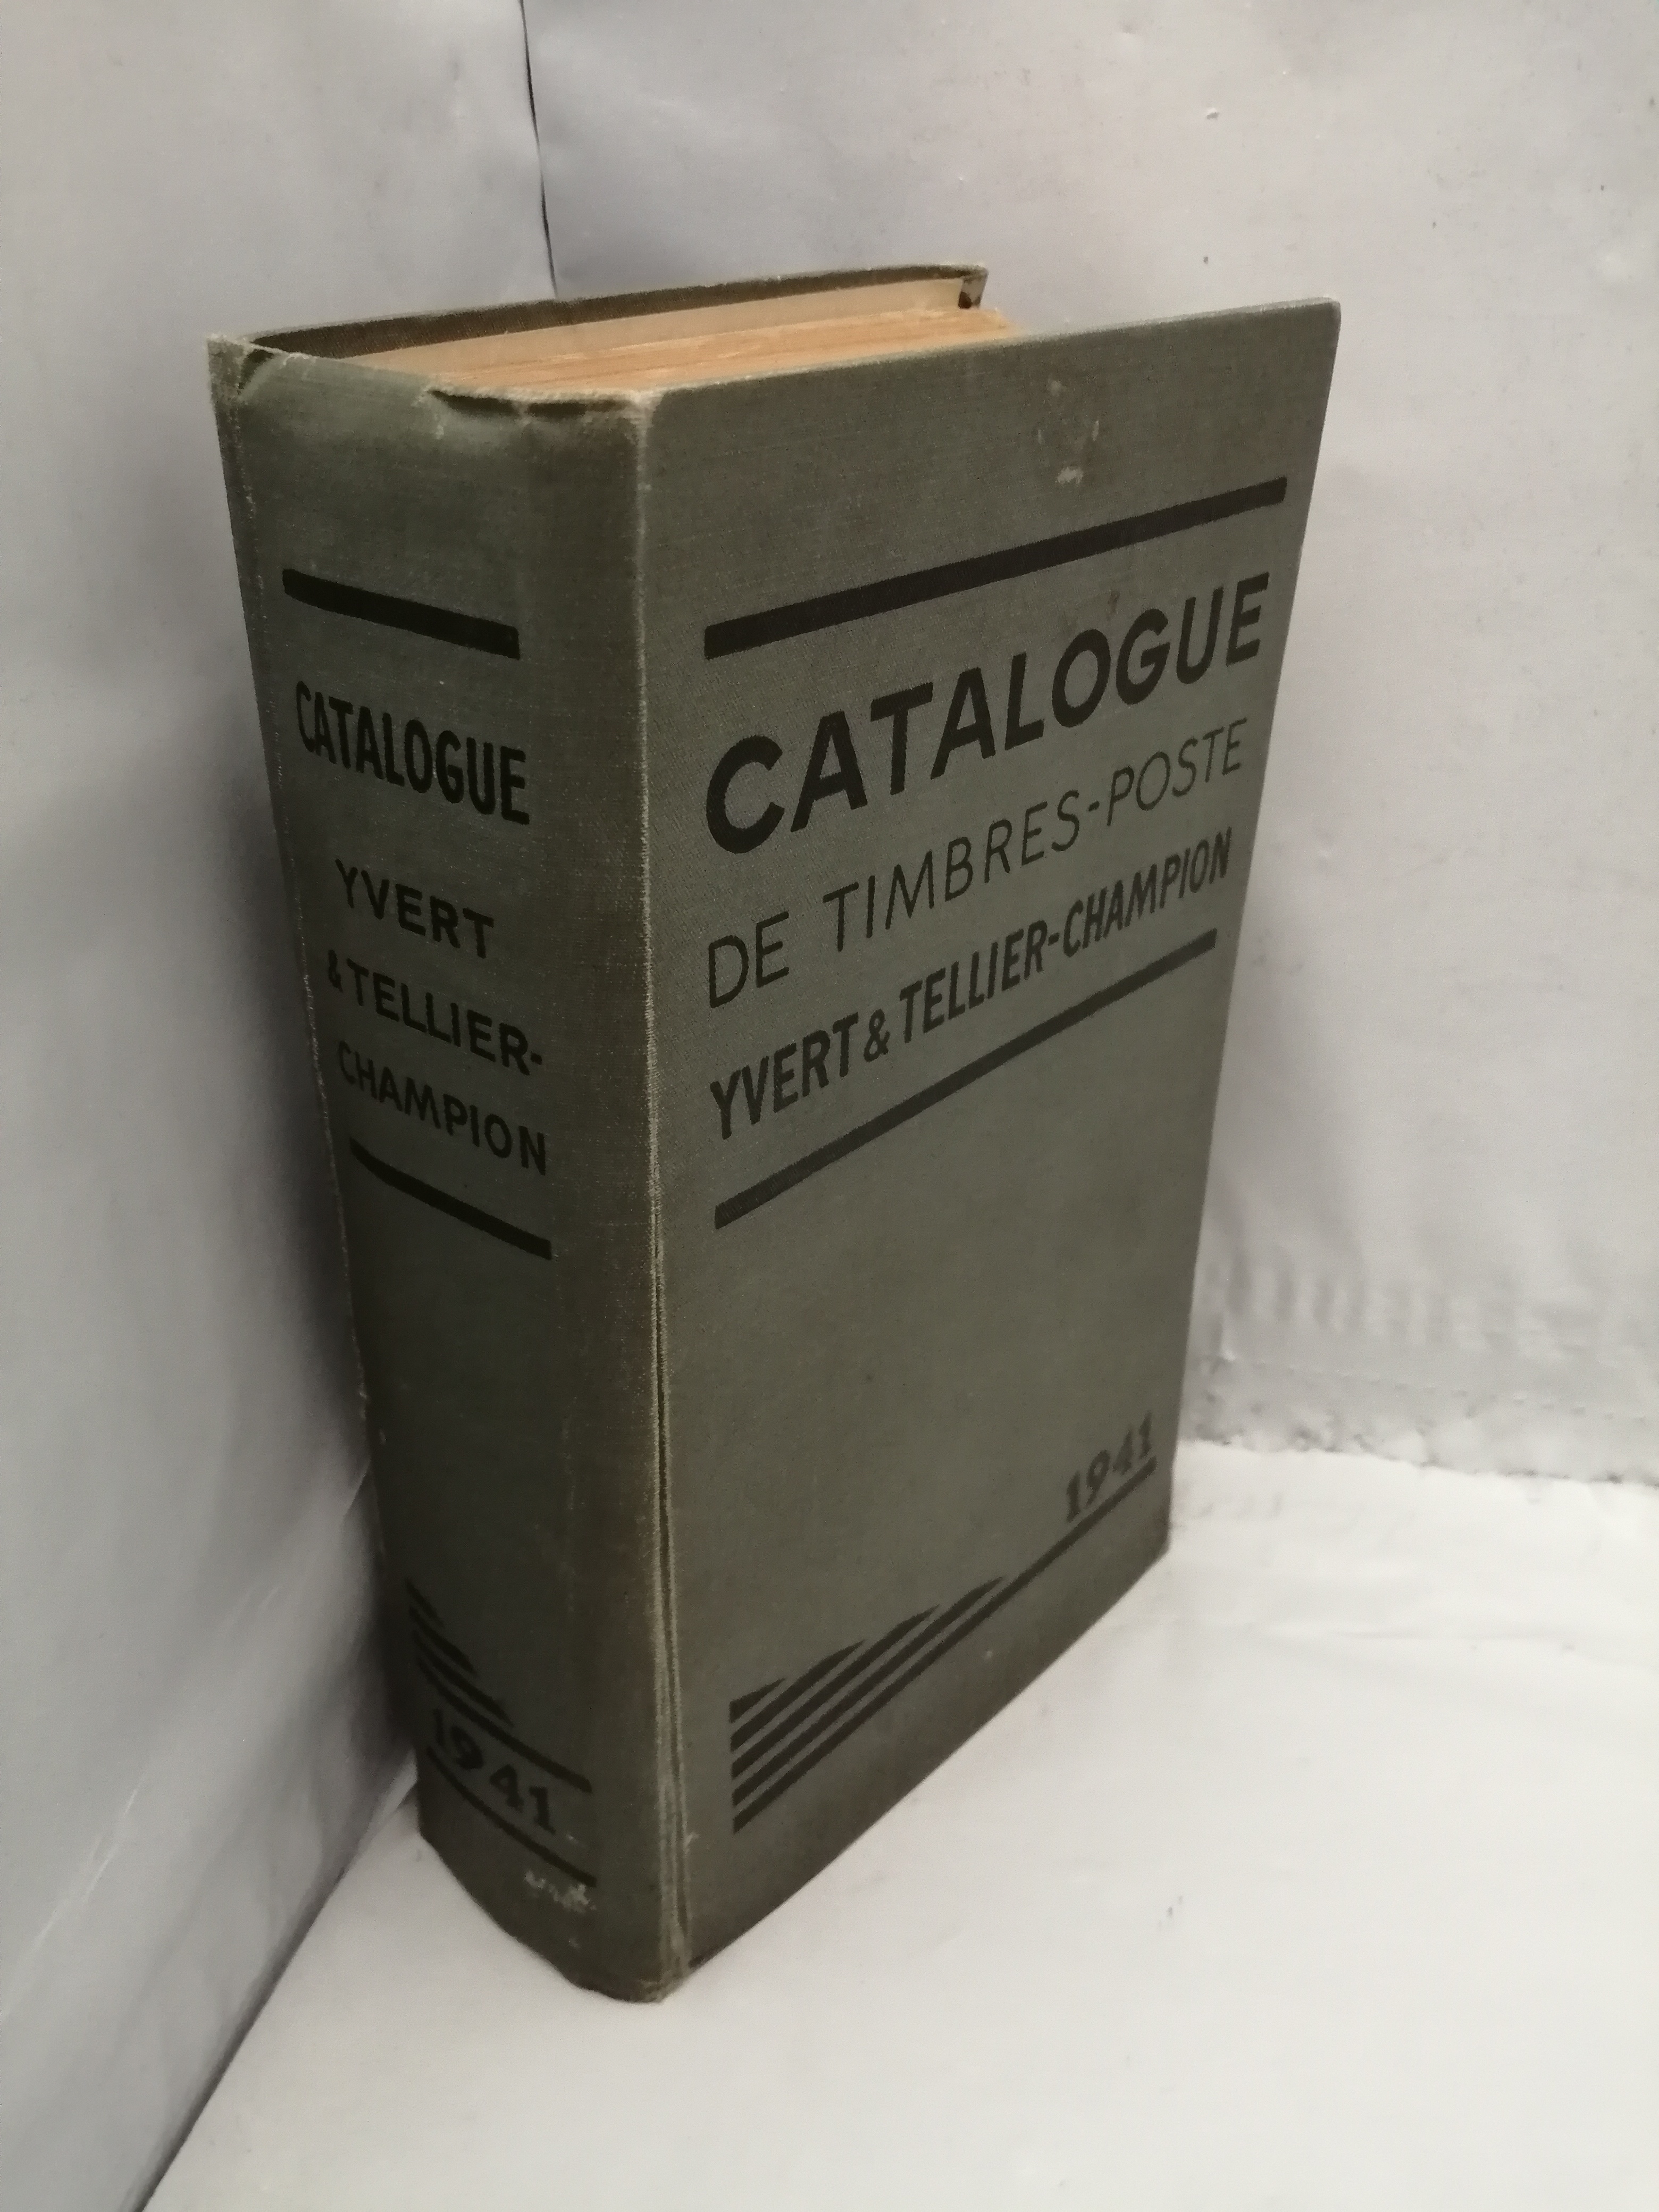 CATALOGUE
YVERT
& TELLIER-
CHAMPION
1941
CATALOGUE
DE TIMBRES-POSTE
YVERT & TELLIER-CHAMPION
1941